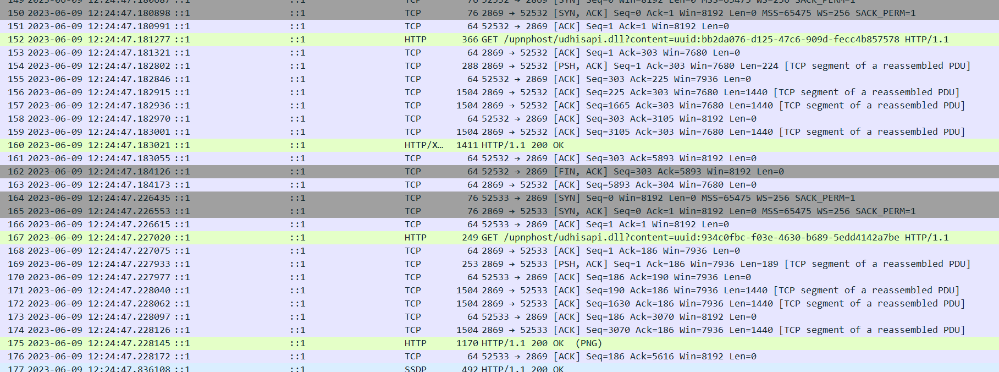 149 2023-06-09 12:24:47.180687 ::1 ::1 TCP 76 52532 → 2869 [SYN] Seq=0 Win=8192 Len=0 MSS=65475 WS=256 SACK_PERM=1
150 2023-06-09 12:24:47.180898 ::1 ::1 TCP 76 2869 → 52532 [SYN, ACK] Seq=0 Ack=1 Win=8192 Len=0 MSS=65475 WS=256 SACK_PERM=1
151 2023-06-09 12:24:47.180991 ::1 ::1 TCP 64 52532 → 2869 [ACK] Seq=1 Ack=1 Win=8192 Len=0
152 2023-06-09 12:24:47.181277 ::1 ::1 HTTP 366 GET /upnphost/udhisapi.dll?content=uuid:bb2da076-d125-47c6-909d-fecc4b857578 HTTP/1.1
153 2023-06-09 12:24:47.181321 ::1 ::1 TCP 64 2869 → 52532 [ACK] Seq=1 Ack=303 Win=7680 Len=0
154 2023-06-09 12:24:47.182802 ::1 ::1 TCP 288 2869 → 52532 [PSH, ACK] Seq=1 Ack=303 Win=7680 Len=224 [TCP segment of a reassembled PDU]
155 2023-06-09 12:24:47.182846 ::1 ::1 TCP 64 52532 → 2869 [ACK] Seq=303 Ack=225 Win=7936 Len=0
156 2023-06-09 12:24:47.182915 ::1 ::1 TCP 1504 2869 → 52532 [ACK] Seq=225 Ack=303 Win=7680 Len=1440 [TCP segment of a reassembled PDU]
157 2023-06-09 12:24:47.182936 ::1 ::1 TCP 1504 2869 → 52532 [ACK] Seq=1665 Ack=303 Win=7680 Len=1440 [TCP segment of a reassembled PDU]
158 2023-06-09 12:24:47.182970 ::1 ::1 TCP 64 52532 → 2869 [ACK] Seq=303 Ack=3105 Win=8192 Len=0
159 2023-06-09 12:24:47.183001 ::1 ::1 TCP 1504 2869 → 52532 [ACK] Seq=3105 Ack=303 Win=7680 Len=1440 [TCP segment of a reassembled PDU]
160 2023-06-09 12:24:47.183021 ::1 ::1 HTTP/X… 1411 HTTP/1.1 200 OK
161 2023-06-09 12:24:47.183055 ::1 ::1 TCP 64 52532 → 2869 [ACK] Seq=303 Ack=5893 Win=8192 Len=0
162 2023-06-09 12:24:47.184126 ::1 ::1 TCP 64 52532 → 2869 [FIN, ACK] Seq=303 Ack=5893 Win=8192 Len=0
163 2023-06-09 12:24:47.184173 ::1 ::1 TCP 64 2869 → 52532 [ACK] Seq=5893 Ack=304 Win=7680 Len=0
164 2023-06-09 12:24:47.226435 ::1 ::1 TCP 76 52533 → 2869 [SYN] Seq=0 Win=8192 Len=0 MSS=65475 WS=256 SACK_PERM=1
165 2023-06-09 12:24:47.226553 ::1 ::1 TCP 76 2869 → 52533 [SYN, ACK] Seq=0 Ack=1 Win=8192 Len=0 MSS=65475 WS=256 SACK_PERM=1
166 2023-06-09 12:24:47.226615 ::1 ::1 TCP 64 52533 → 2869 [ACK] Seq=1 Ack=1 Win=8192 Len=0
167 2023-06-09 12:24:47.227020 ::1 ::1 HTTP 249 GET /upnphost/udhisapi.dll?content=uuid:934c0fbc-f03e-4630-b689-5edd4142a7be HTTP/1.1
168 2023-06-09 12:24:47.227075 ::1 ::1 TCP 64 2869 → 52533 [ACK] Seq=1 Ack=186 Win=7936 Len=0
169 2023-06-09 12:24:47.227933 ::1 ::1 TCP 253 2869 → 52533 [PSH, ACK] Seq=1 Ack=186 Win=7936 Len=189 [TCP segment of a reassembled PDU]
170 2023-06-09 12:24:47.227977 ::1 ::1 TCP 64 52533 → 2869 [ACK] Seq=186 Ack=190 Win=7936 Len=0
171 2023-06-09 12:24:47.228040 ::1 ::1 TCP 1504 2869 → 52533 [ACK] Seq=190 Ack=186 Win=7936 Len=1440 [TCP segment of a reassembled PDU]
172 2023-06-09 12:24:47.228062 ::1 ::1 TCP 1504 2869 → 52533 [ACK] Seq=1630 Ack=186 Win=7936 Len=1440 [TCP segment of a reassembled PDU]
173 2023-06-09 12:24:47.228097 ::1 ::1 TCP 64 52533 → 2869 [ACK] Seq=186 Ack=3070 Win=8192 Len=0
174 2023-06-09 12:24:47.228126 ::1 ::1 TCP 1504 2869 → 52533 [ACK] Seq=3070 Ack=186 Win=7936 Len=1440 [TCP segment of a reassembled PDU]
175 2023-06-09 12:24:47.228145 ::1 ::1 HTTP 1170 HTTP/1.1 200 OK (PNG)
176 2023-06-09 12:24:47.228172 ::1 ::1 TCP 64 52533 → 2869 [ACK] Seq=186 Ack=5616 Win=8192 Len=0
177 2023-06-09 12:24:47.836108 ::1 ::1 SSDP 492 HTTP/1.1 200 OK